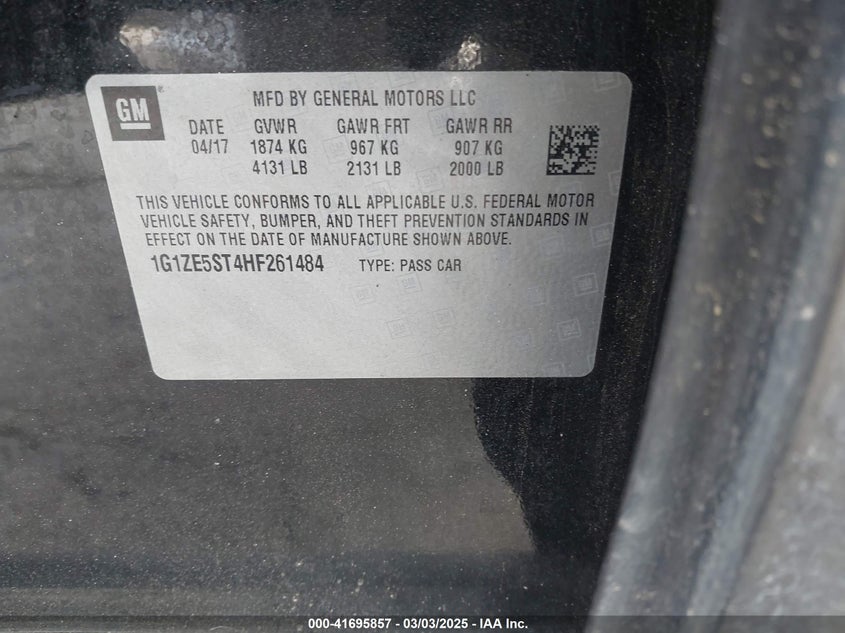 GM
MFD BY GENERAL MOTORS LLC
DATE GVWR GAWR FRT GAWR RR
04/17 1874 KG 967 KG 907 KG
4131 LB 2131 LB 2000 LB
THIS VEHICLE CONFORMS TO ALL APPLICABLE U.S. FEDERAL MOTOR
VEHICLE SAFETY, BUMPER, AND THEFT PREVENTION STANDARDS IN
EFFECT ON THE DATE OF MANUFACTURE SHOWN ABOVE.
1G1ZE5ST4HF261484 TYPE: PASS CAR
000-41695857 - 03/03/2025 - IAA Inc.